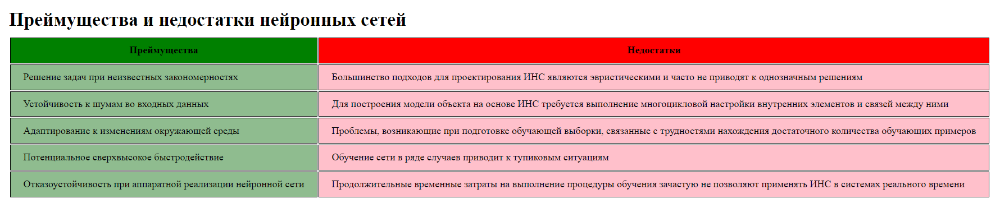 Преймущества и недостатки нейронных сетей
Преймущества
Недостатки
Решение задач при неизвестных закономерностях
Большинство подходов для проектирования ИНС являются эвристическими и часто не приводят к однозначным решениям
Устойчивость к шумам во входных данных
Для построения модели объекта на основе ИНС требуется выполнение многоцикловой настройки внутренних элементов и связей между ними
Адаптирование к изменениям окружающей среды
Проблемы, возникающие при подготовке обучающей выборки, связанные с трудностями нахождения достаточного количества обучающих примеров
Потенциальное сверхвысокое быстродействие
Обучение сети в ряде случаев приводит к тупиковым ситуациям
Отказоустойчивость при аппаратной реализации нейронной сети
Продолжительные временные затраты на выполнение процедуры обучения зачастую не позволяют применять ИНС в системах реального времени